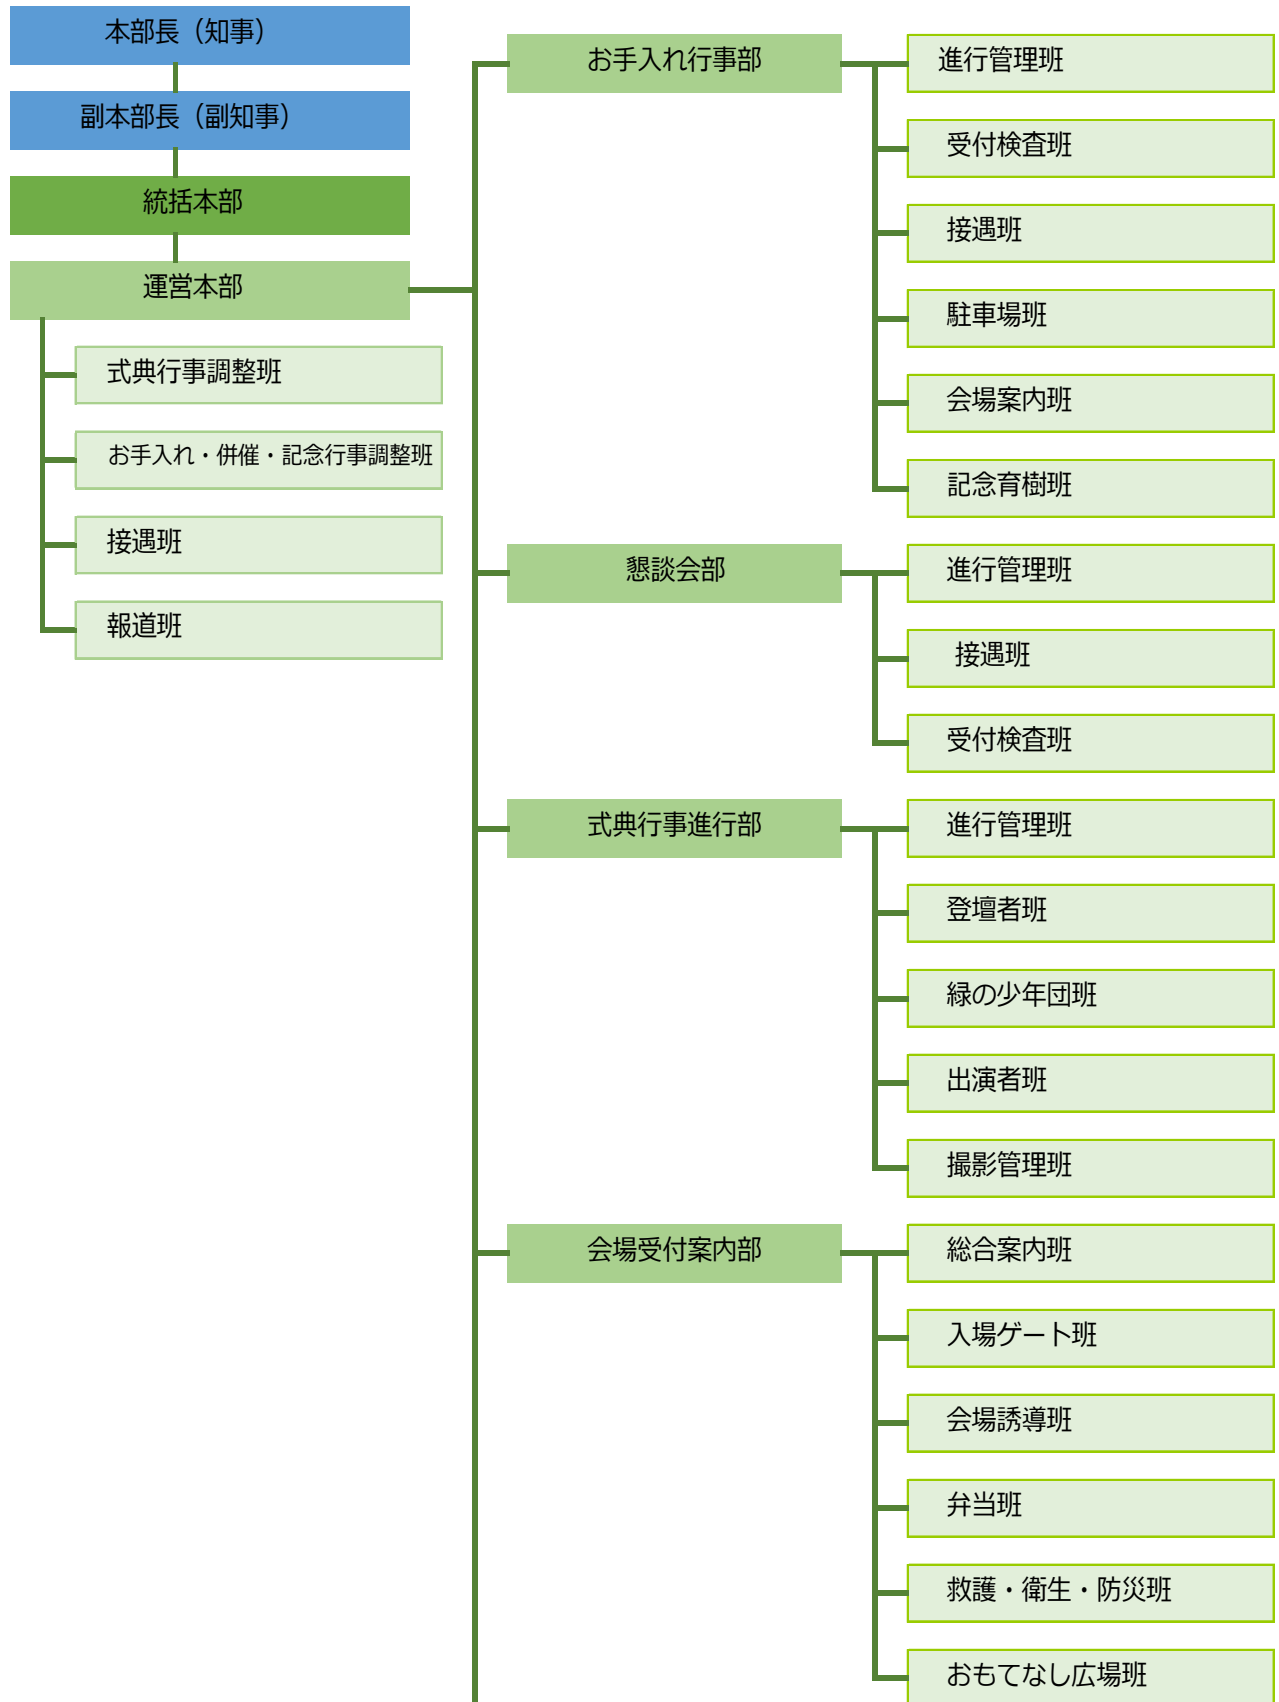 本部長（知事）
副本部長（副知事）
統括本部
運営本部
式典行事調整班
お手入れ・併催・記念行事調整班
接遇班
報道班
お手入れ行事部
進行管理班
受付検査班
接遇班
駐車場班
会場案内班
記念育樹班
懇談会部
進行管理班
接遇班
受付検査班
式典行事進行部
進行管理班
登壇者班
緑の少年団班
出演者班
撮影管理班
会場受付案内部
総合案内班
入場ゲート班
会場誘導班
弁当班
救護・衛生・防災班
おもてなし広場班